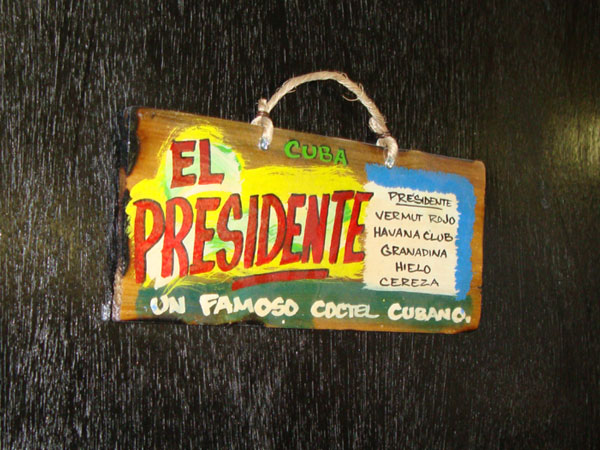 CUBA
EL
PRESIDENTE
PRESIDENTE
VERMUT ROJO
HAVANA CLUB
GRANADINA
HIELO
CEREZA
UN FAMOSO COCTEL CUBANO.